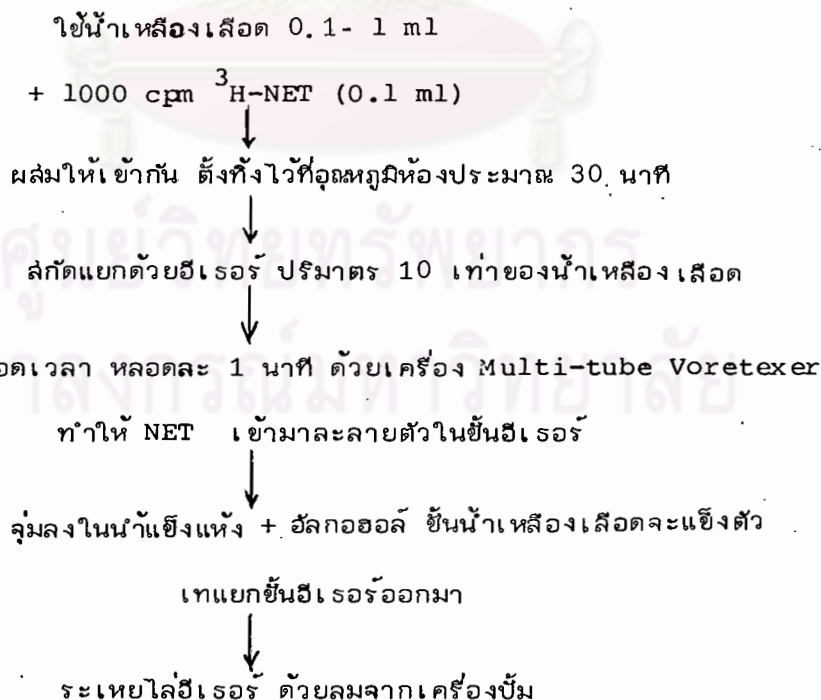 ใช้น้ำเหลืองเลือด 0.1- 1 ml
+ 1000 cpm ³H-NET (0.1 ml)
ผสมให้เข้ากัน ตั้งทิ้งไว้ที่อุณหภูมิห้องประมาณ 30 นาที
สกัดแยกด้วยอีเธอร์ ปริมาตร 10 เท่าของน้ำเหลืองเลือด
เวลา หลอดละ 1 นาที ด้วยเครื่อง Multi-tube Voretexer
ทำให้ NET เข้ามาละลายตัวในชั้นอีเธอร์
จุ่มลงในน้ำแข็งแห้ง + อัลกอฮอล์ ชั้นน้ำเหลืองเลือดจะแข็งตัว
เทแยกชั้นอีเธอร์ออกมา
ระเหยไล่อีเธอร์ ด้วยลมจากเครื่องปั๊ม